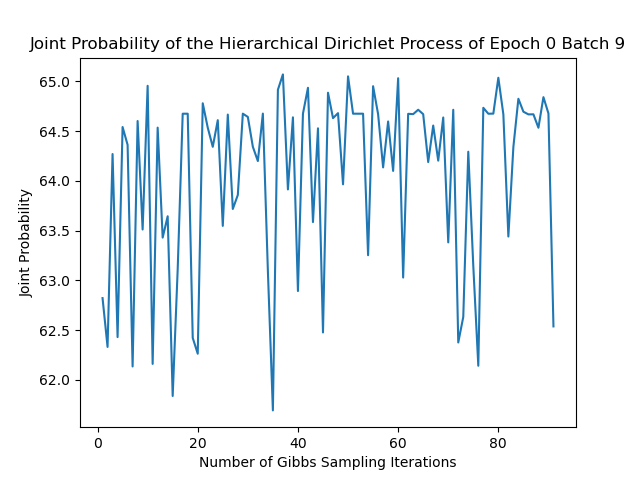 Joint Probability of the Hierarchical Dirichlet Process of Epoch 0 Batch 9
65.0
64.5
64.0
63.5
63.0
62.5
62.0
Joint Probability
0 20 40 60 80
Number of Gibbs Sampling Iterations